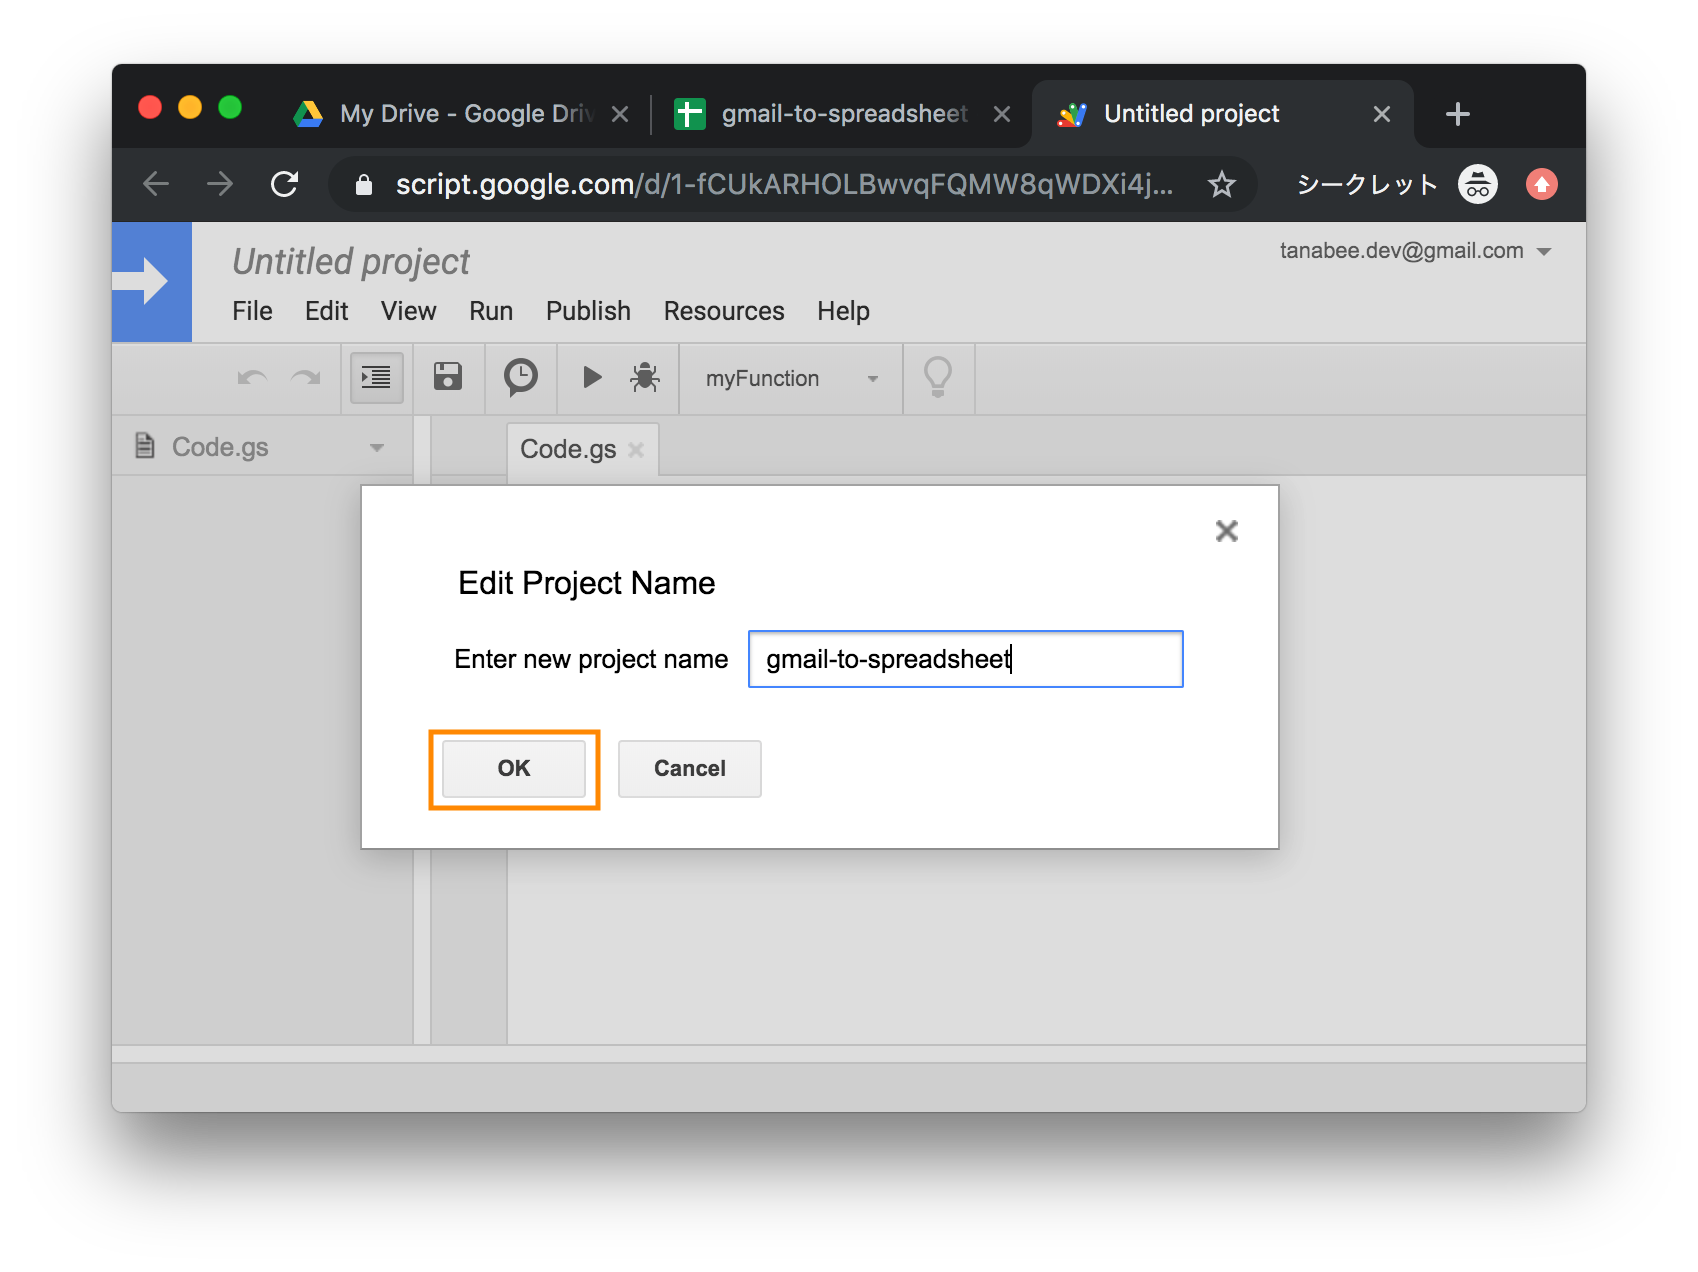 My Drive - Google Driv
gmail-to-spreadsheet
Untitled project
script.google.com/d/1-fCUkARHOLBwvqFQMW8qWDXi4j...
シークレット
Untitled project
tanabee.dev@gmail.com
File Edit View Run Publish Resources Help
myFunction
Code.gs
Code.gs
Edit Project Name
Enter new project name
gmail-to-spreadsheet
OK
Cancel